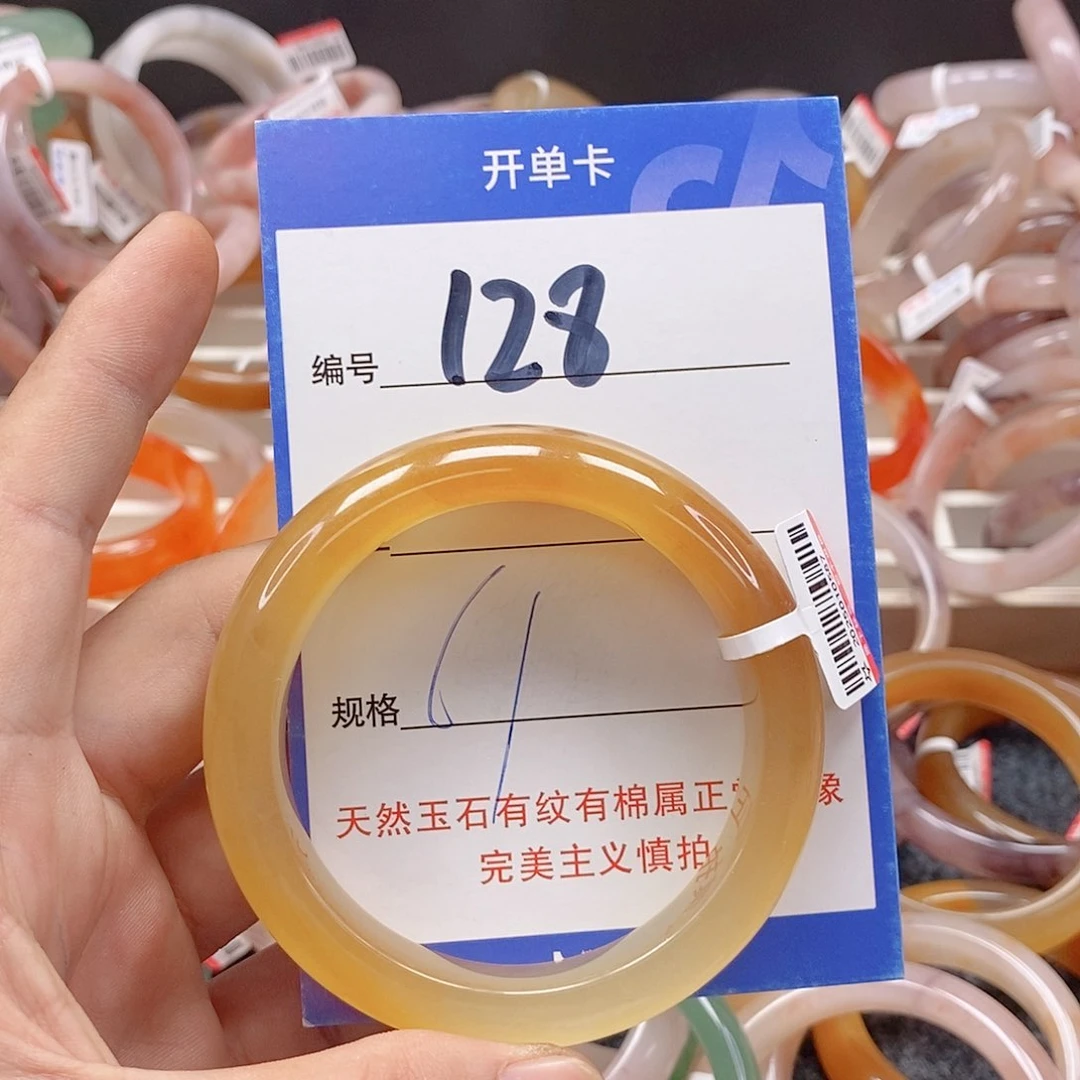 开单卡
编号 128
规格
天然玉石有纹有棉属正
象
完美主义慎拍